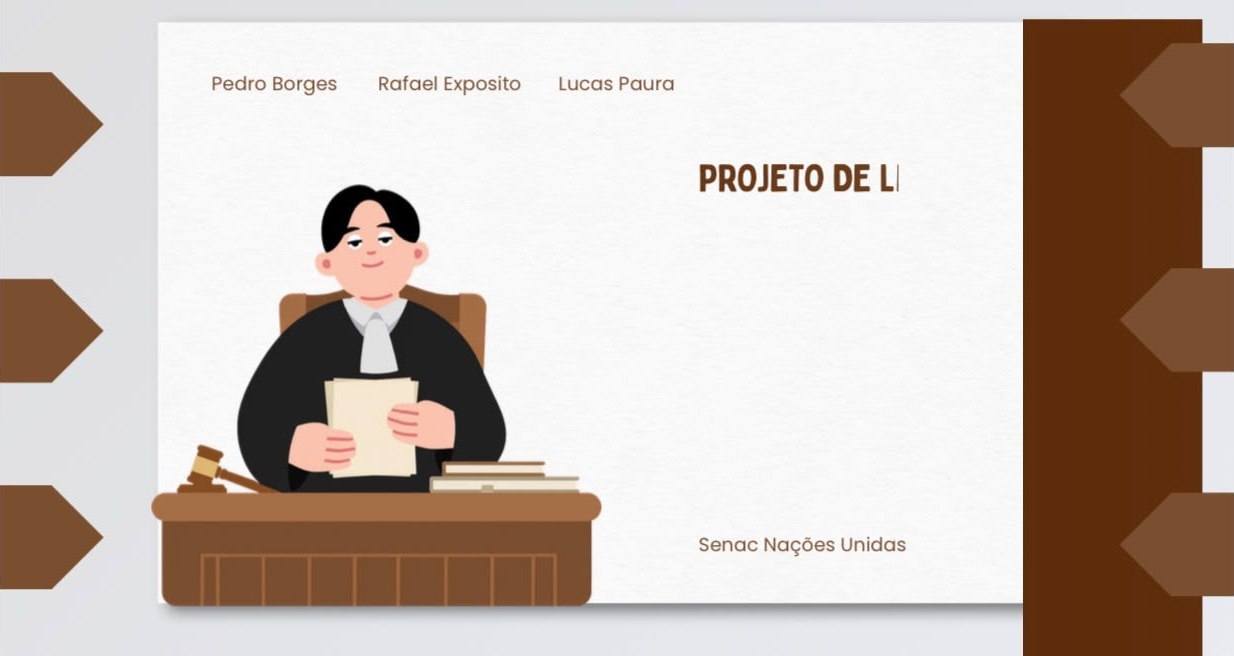 Pedro Borges Rafael Exposito Lucas Paura
PROJETO DE
Senac Nações Unidas